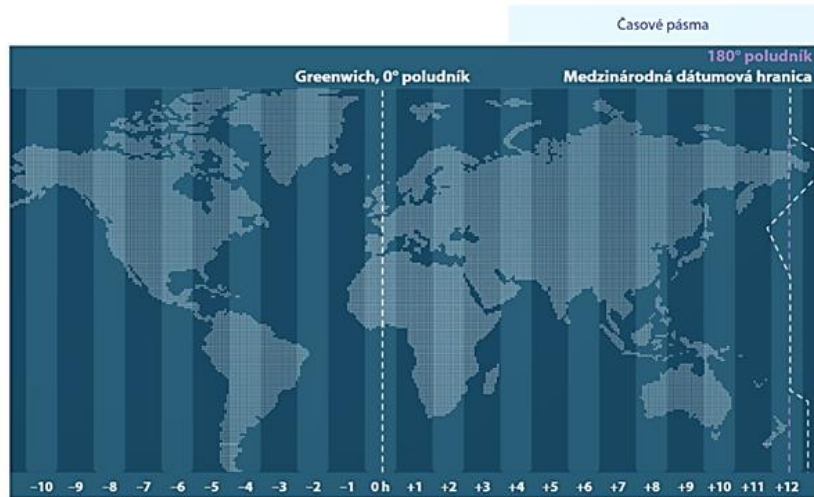 Časové pásma
180° poludník
Greenwich, 0° poludník Medzinárodná dátumová hranica
–10 –9 –8 –7 –6 –5 –4 –3 –2 –1 0 h +1 +2 +3 +4 +5 +6 +7 +8 +9 +10 +11 +12